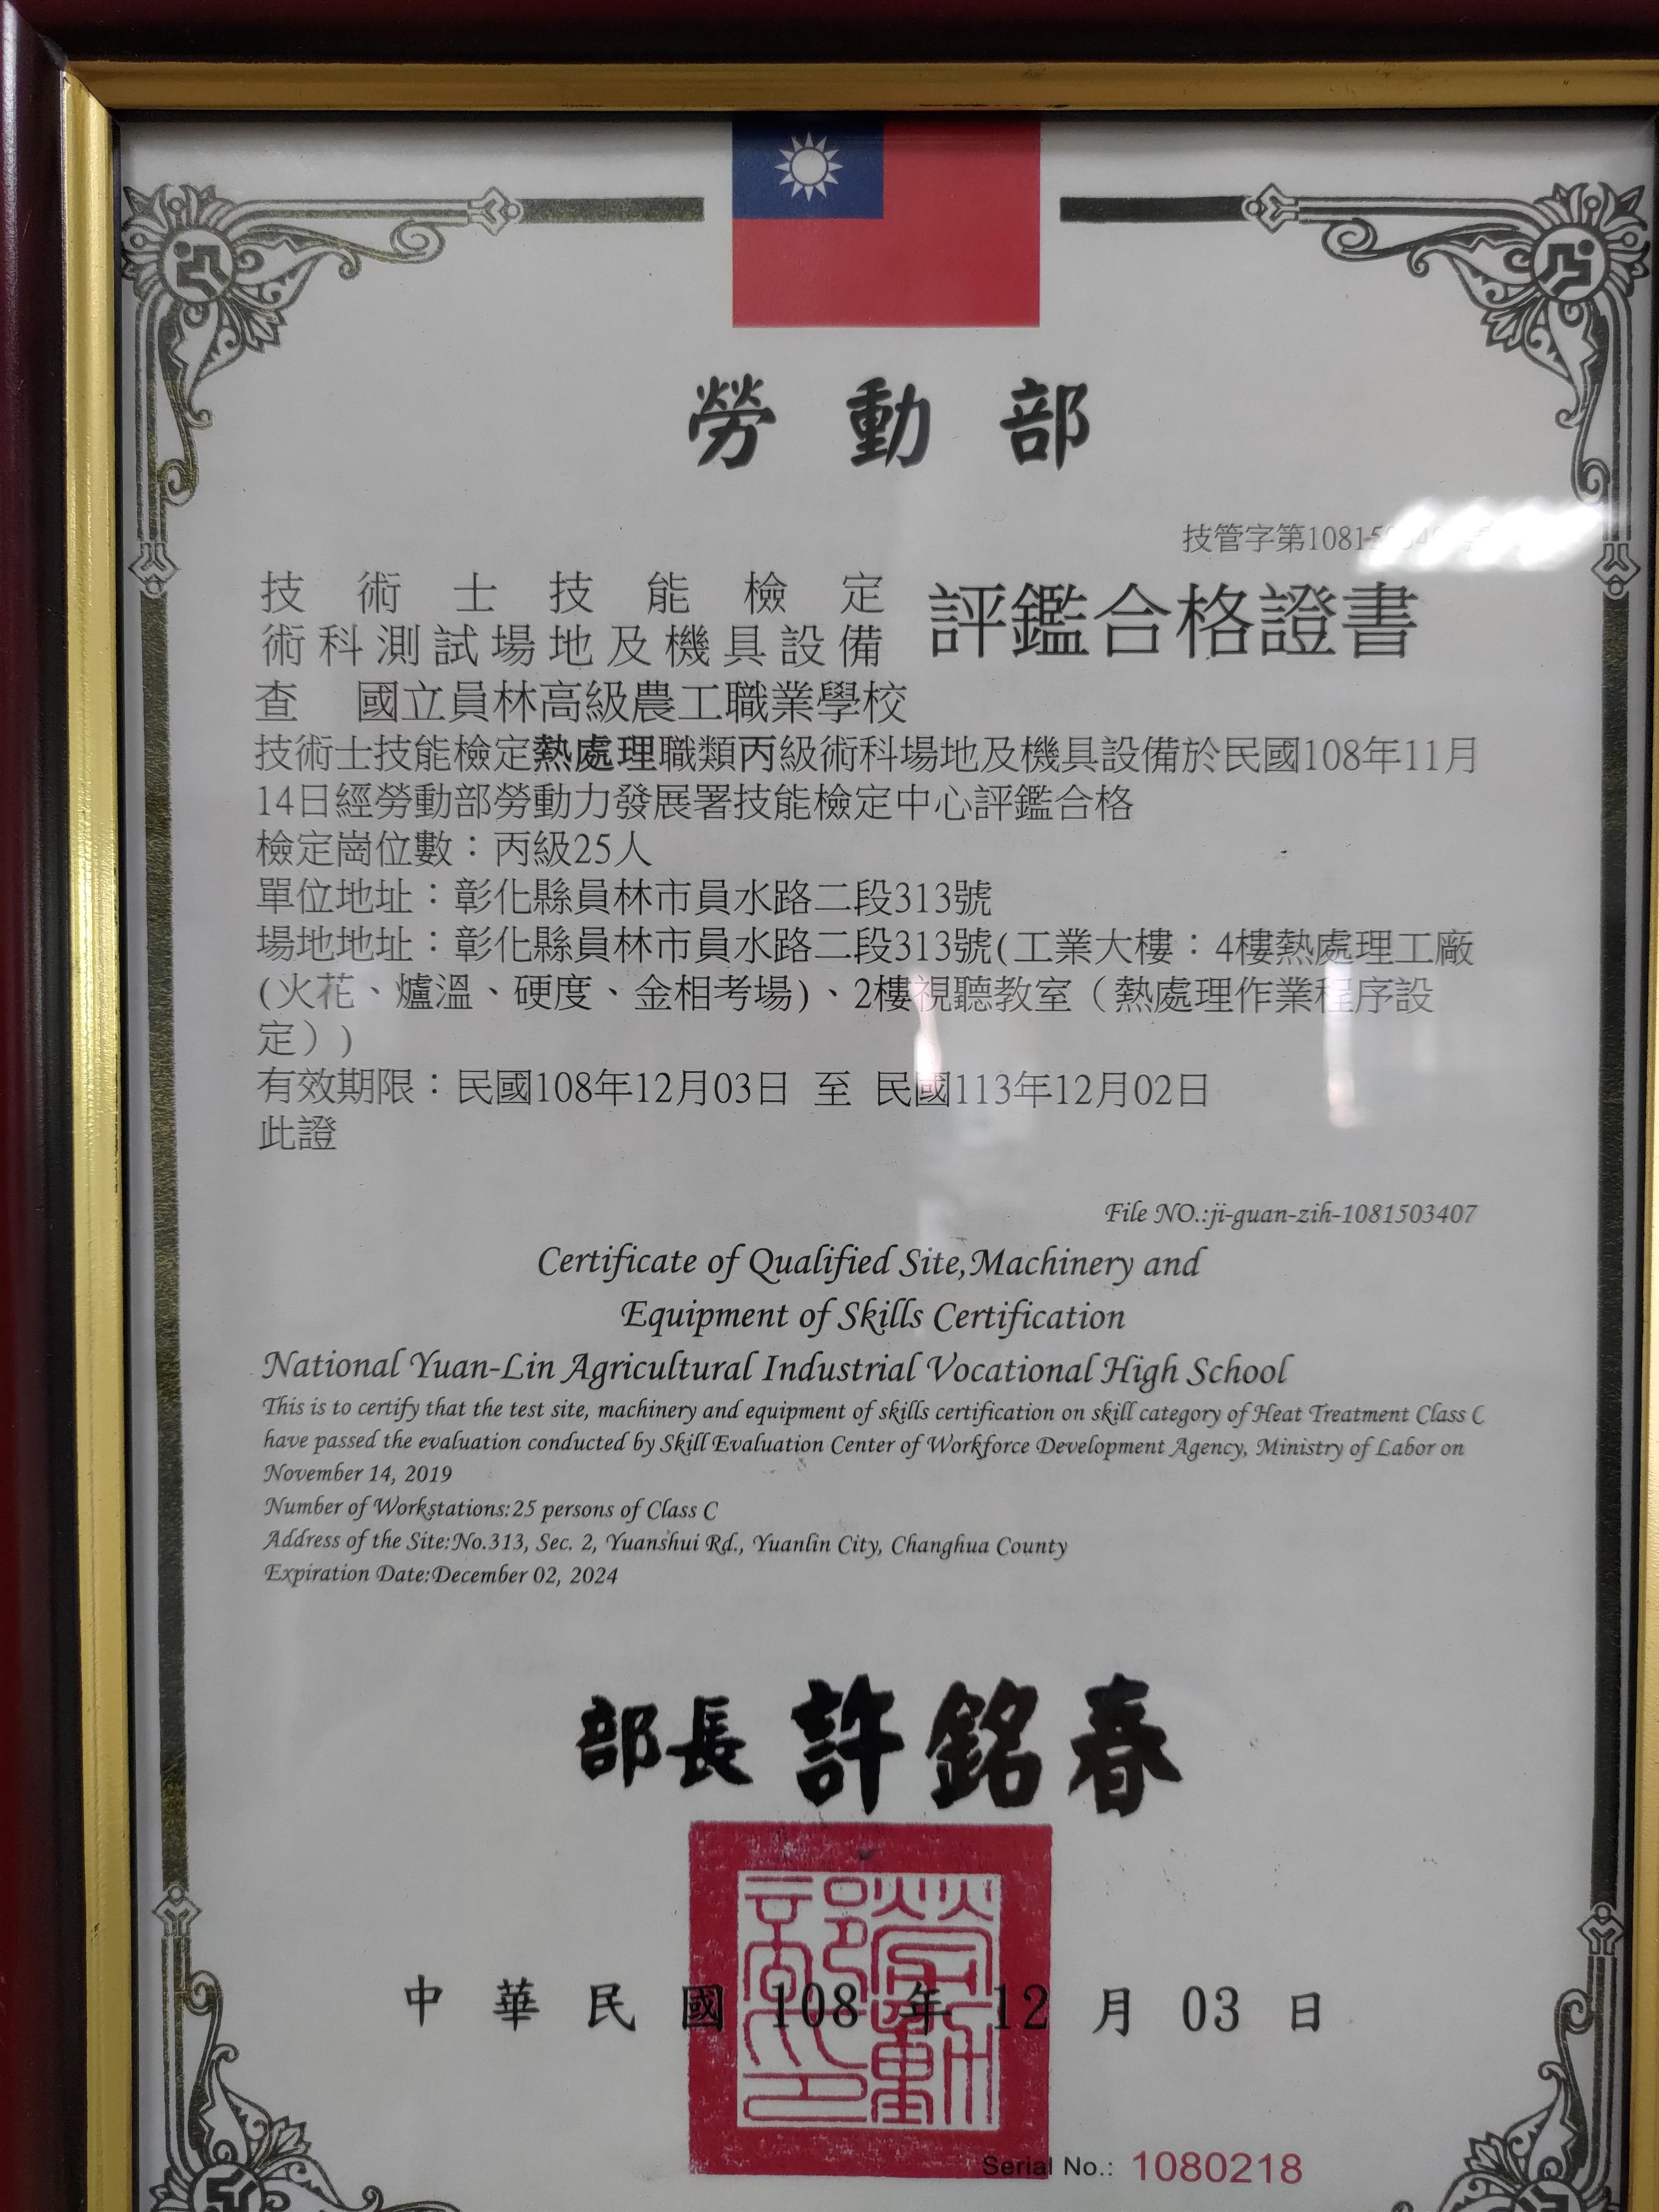 勞動部
技管字第1081
技術士技能檢定
術科測試場地及機具設備
評鑑合格證書
查 國立員林高級農工職業學校
技術士技能檢定熱處理職類丙級術科場地及機具設備於民國108年11月
14日經勞動部勞動力發展署技能檢定中心評鑑合格
檢定崗位數：丙級25人
單位地址：彰化縣員林市員水路二段313號
場地地址：彰化縣員林市員水路二段313號(工業大樓：4樓熱處理工廠
(火花、爐溫、硬度、金相考場)、2樓視聽教室（熱處理作業程序設
定）)
有效期限：民國108年12月03日 至 民國113年12月02日
此證
File NO.:ji-guan-zih-1081503407
Certificate of Qualified Site,Machinery and
Equipment of Skills Certification
National Yuan-Lin Agricultural Industrial Vocational High School
This is to certify that the test site, machinery and equipment of skills certification on skill category of Heat Treatment Class C
have passed the evaluation conducted by Skill Evaluation Center of Workforce Development Agency, Ministry of Labor on
November 14, 2019
Number of Workstations:25 persons of Class C
Address of the Site:No.313, Sec. 2, Yuanshui Rd., Yuanlin City, Changhua County
Expiration Date:December 02, 2024
部長 許銘春
勞動部印
中華民國 108 年 12 月 03 日
Serial No.: 1080218